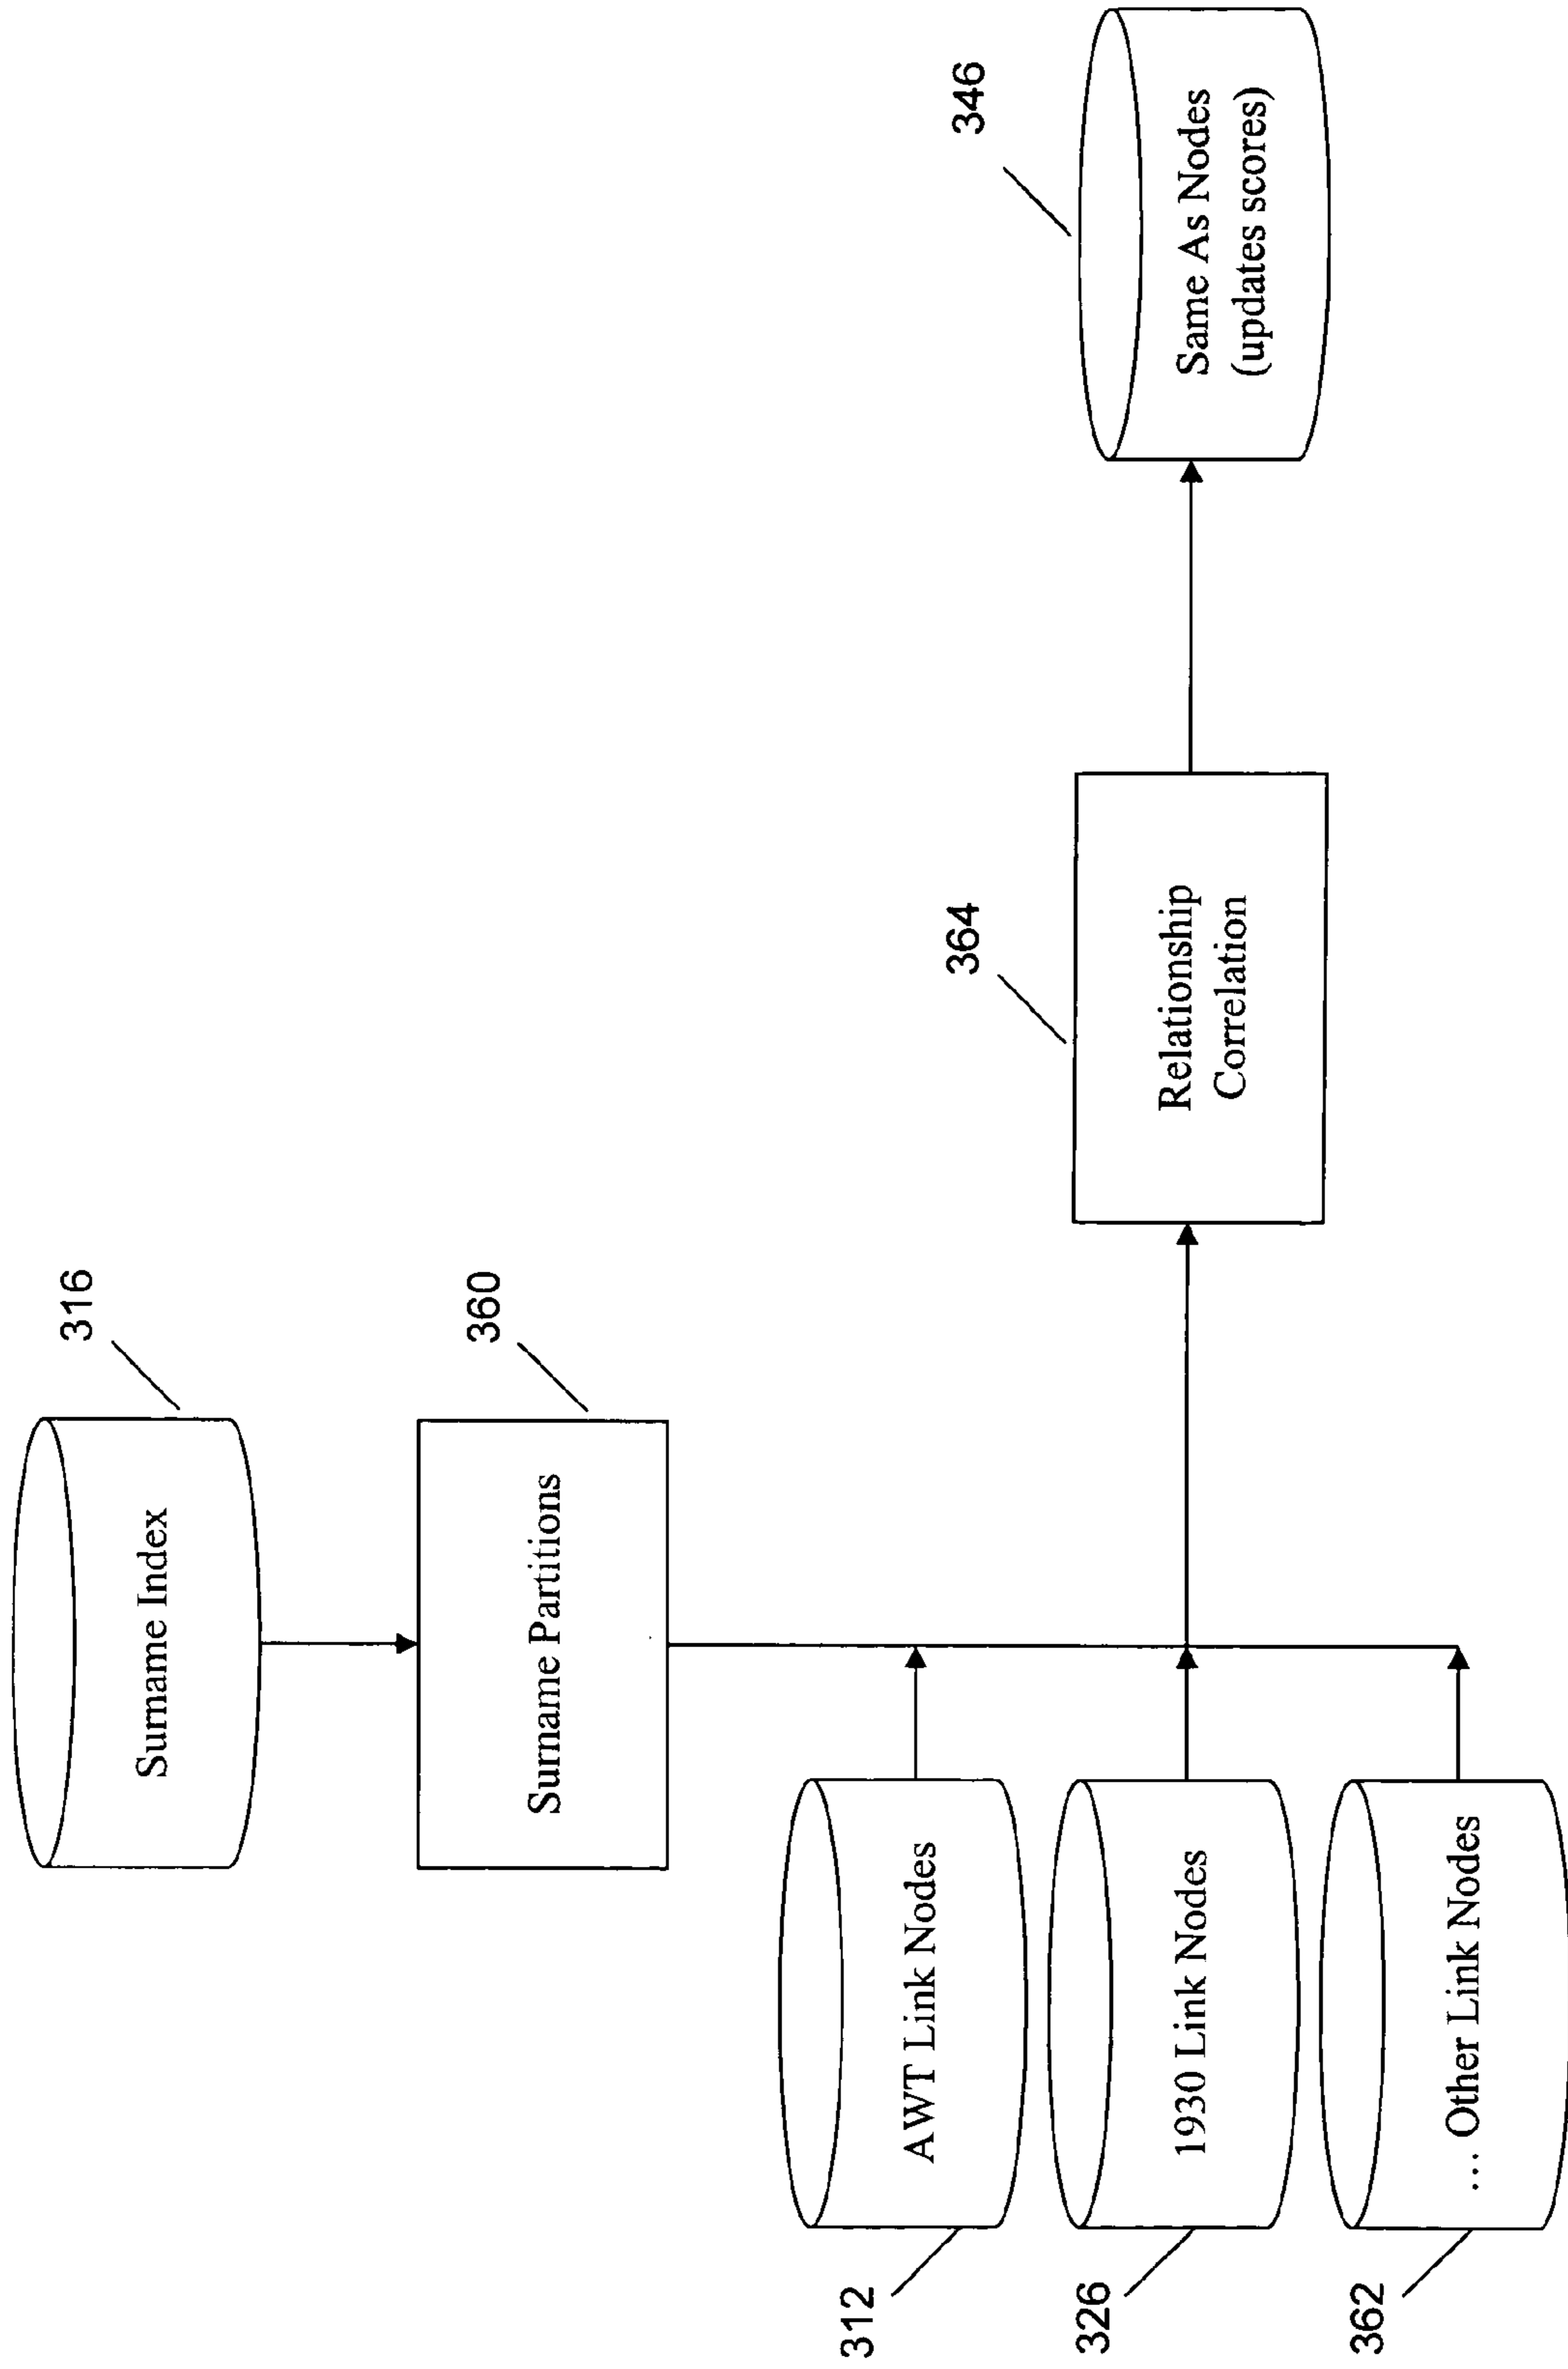 316
Surname Index
360
Surname Partitions
312
AWT Link Nodes
326
1930 Link Nodes
362
... Other Link Nodes
364
Relationship
Correlation
346
Same As Nodes
(updates scores)